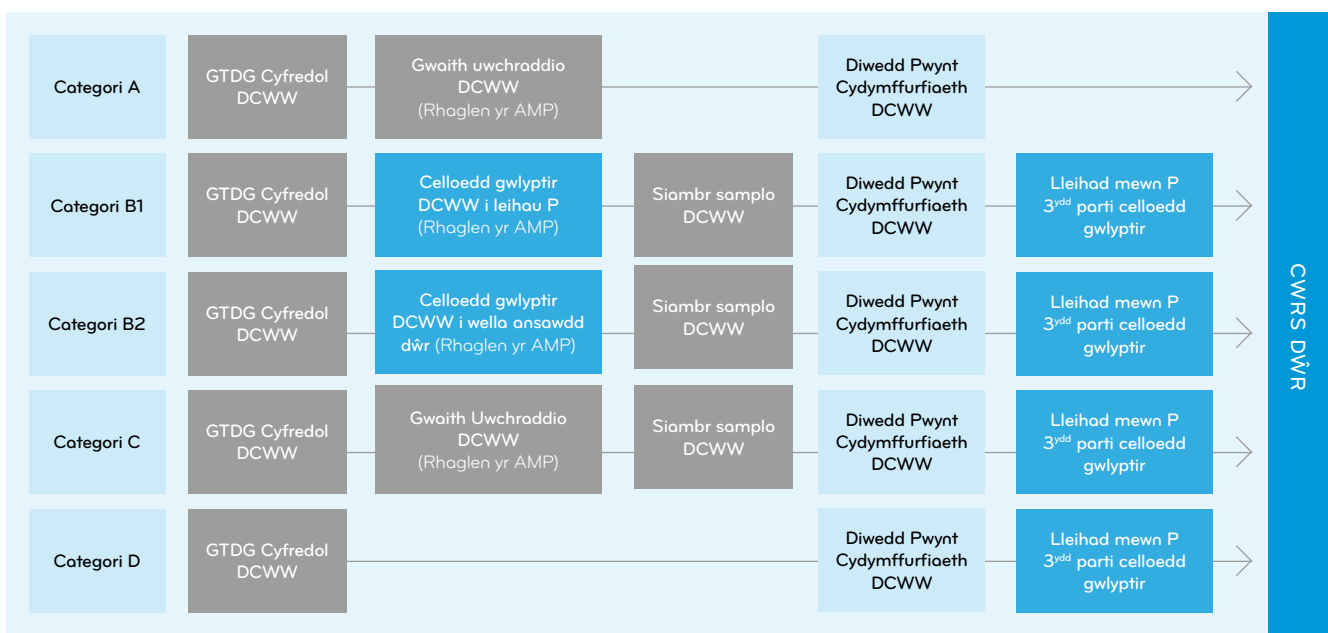 Categori A
GTDG Cyfredol
DCWW
Gwaith uwchraddio
DCWW
(Rhaglen yr AMP)
Diwedd Pwynt
Cydymffurfiaeth
DCWW
Categori B1
GTDG Cyfredol
DCWW
Celloedd gwlyptir
DCWW i leihau P
(Rhaglen yr AMP)
Siambr samplo
DCWW
Diwedd Pwynt
Cydymffurfiaeth
DCWW
Lleihad mewn P
3ydd parti celloedd
gwlyptir
Categori B2
GTDG Cyfredol
DCWW
Celloedd gwlyptir
DCWW i wella ansawdd
dŵr (Rhaglen yr AMP)
Siambr samplo
DCWW
Diwedd Pwynt
Cydymffurfiaeth
DCWW
Lleihad mewn P
3ydd parti celloedd
gwlyptir
Categori C
GTDG Cyfredol
DCWW
Gwaith Uwchraddio
DCWW
(Rhaglen yr AMP)
Siambr samplo
DCWW
Diwedd Pwynt
Cydymffurfiaeth
DCWW
Lleihad mewn P
3ydd parti celloedd
gwlyptir
Categori D
GTDG Cyfredol
DCWW
Diwedd Pwynt
Cydymffurfiaeth
DCWW
Lleihad mewn P
3ydd parti celloedd
gwlyptir
CWRS DŴR